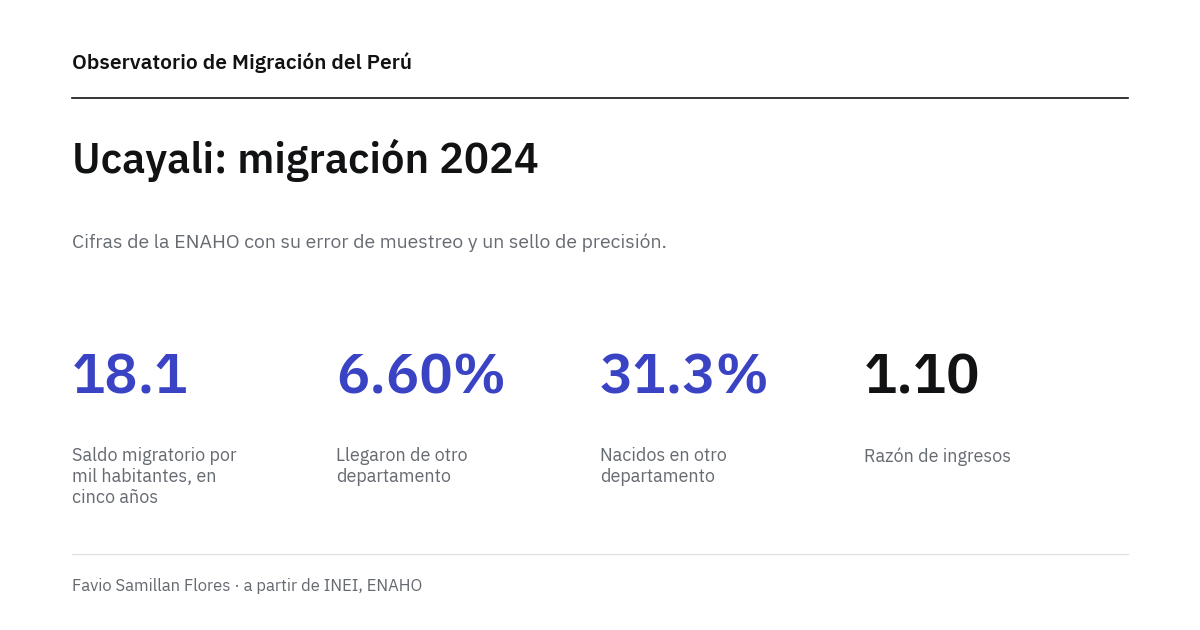 Observatorio de Migración del Perú
Ucayali: migración 2024
Cifras de la ENAHO con su error de muestreo y un sello de precisión.
18.1
Saldo migratorio por
mil habitantes, en
cinco años
6.60%
Llegaron de otro
departamento
31.3%
Nacidos en otro
departamento
1.10
Razón de ingresos
Favio Samillan Flores · a partir de INEI, ENAHO